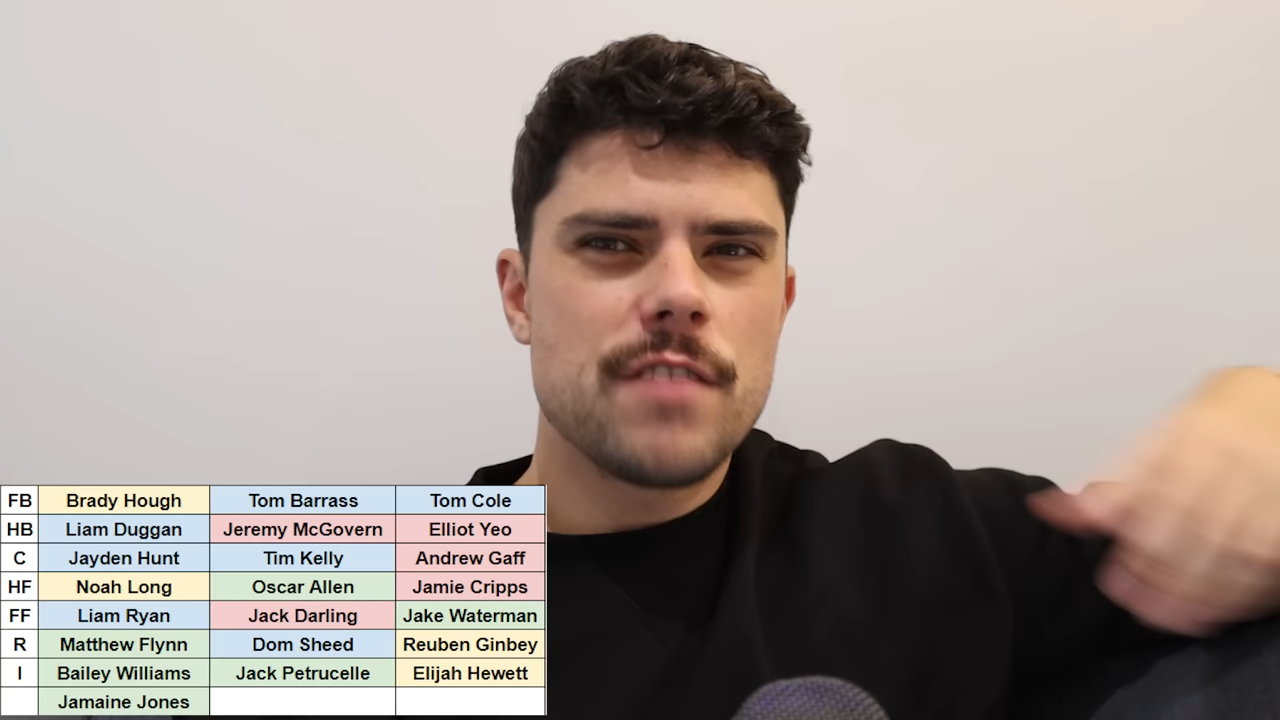 FB Brady Hough Tom Barrass Tom Cole
HB Liam Duggan Jeremy McGovern Elliot Yeo
C Jayden Hunt Tim Kelly Andrew Gaff
HF Noah Long Oscar Allen Jamie Cripps
FF Liam Ryan Jack Darling Jake Waterman
R Matthew Flynn Dom Sheed Reuben Ginbey
I Bailey Williams Jack Petrucelle Elijah Hewett
Jamaine Jones